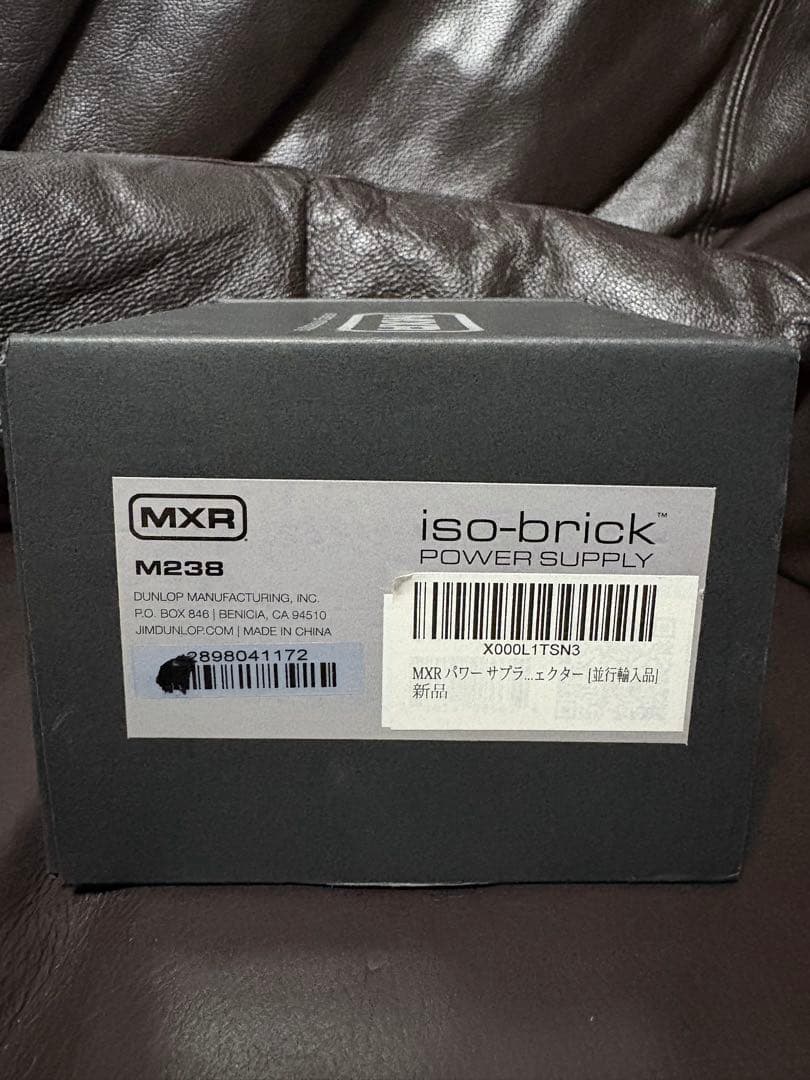 MXR
MXR
M238
DUNLOP MANUFACTURING, INC.
P.O. BOX 846 | BENICIA, CA 94510
JIMDUNLOP.COM | MADE IN CHINA
2898041172
iso-brick™
POWER SUPPLY
X000L1TSN3
MXR パワー サプラ...ェクター [並行輸入品]
新品